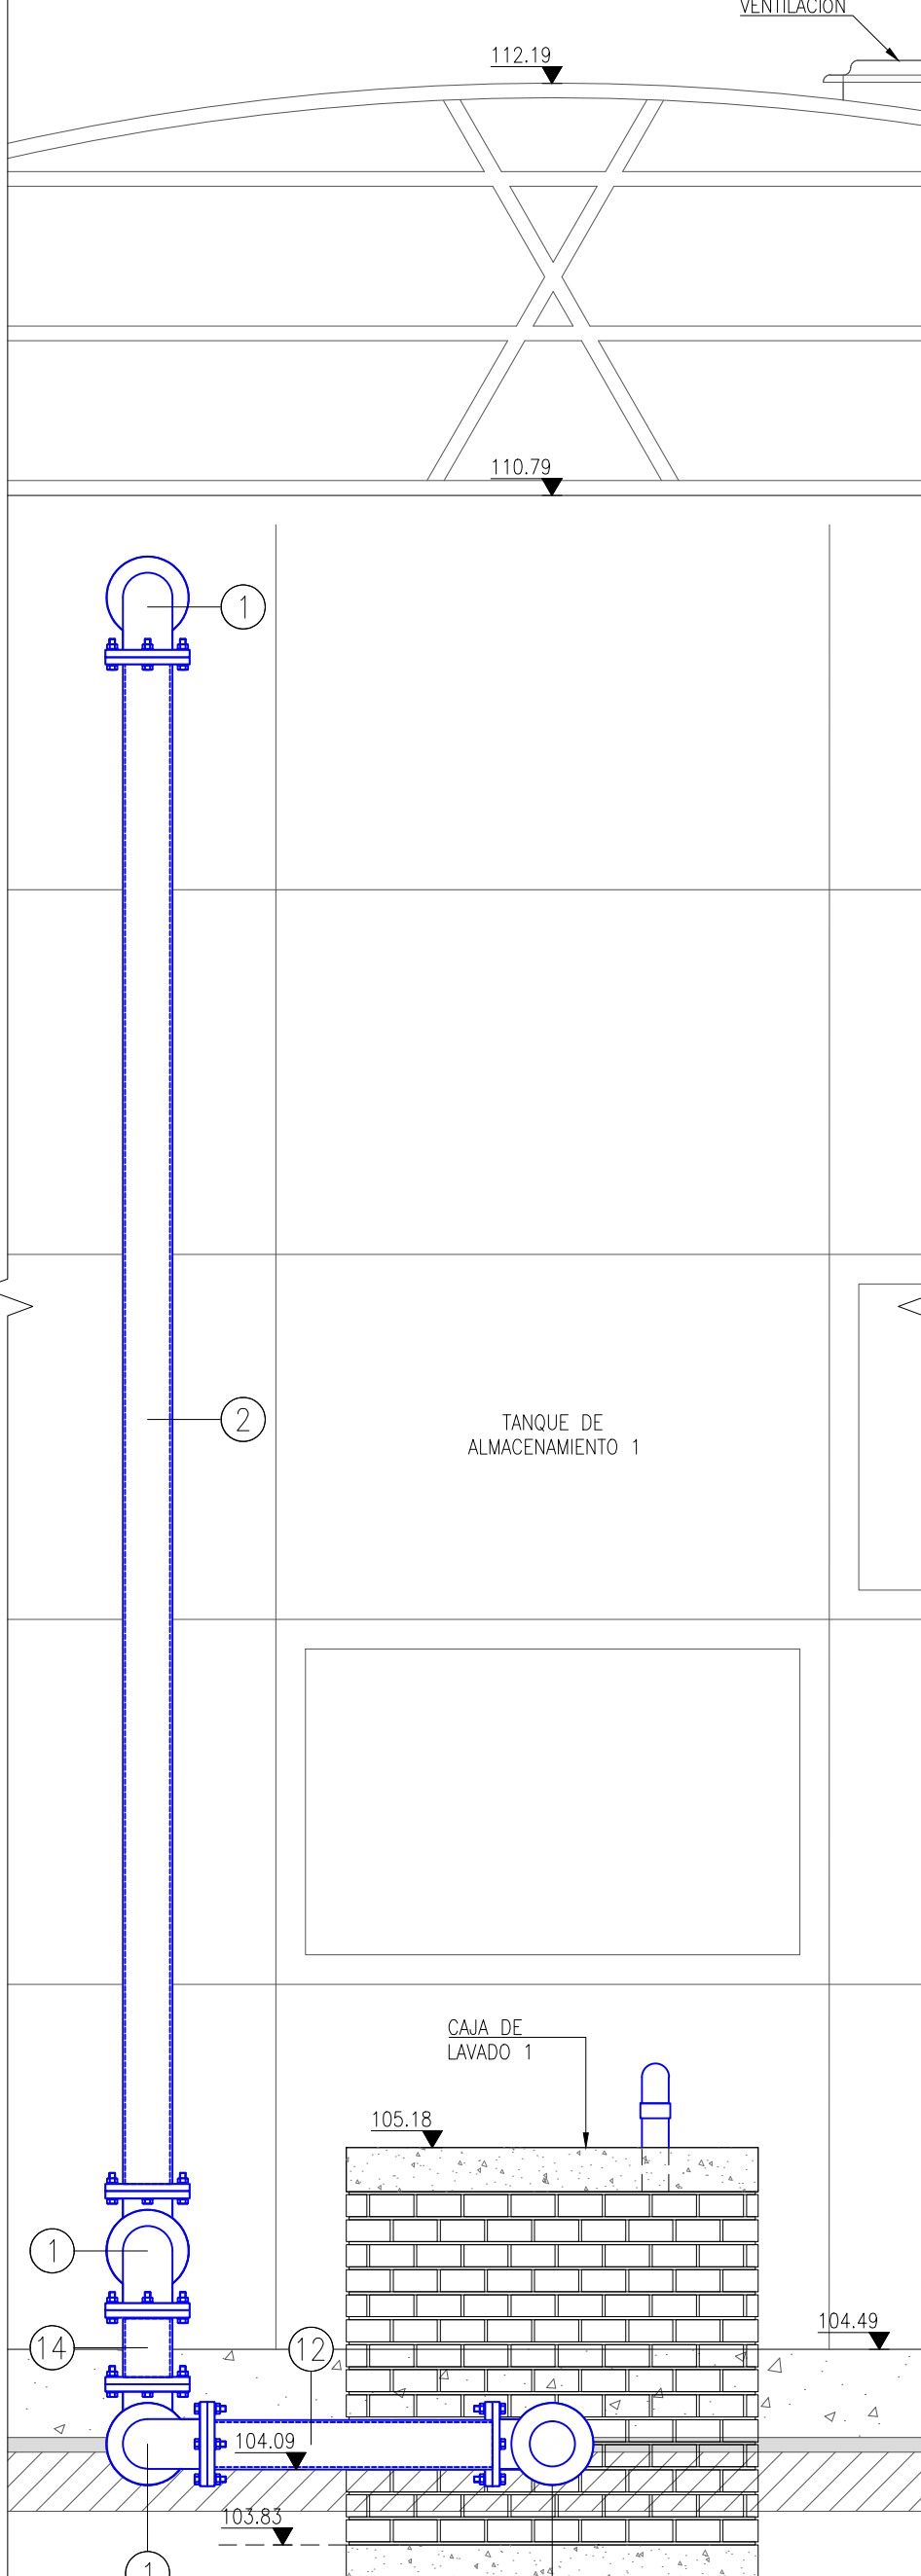 VENTILACION
112.19
110.79
1
2
TANQUE DE
ALMACENAMIENTO 1
CAJA DE
LAVADO 1
105.18
1
104.49
14
12
104.09
103.83
1